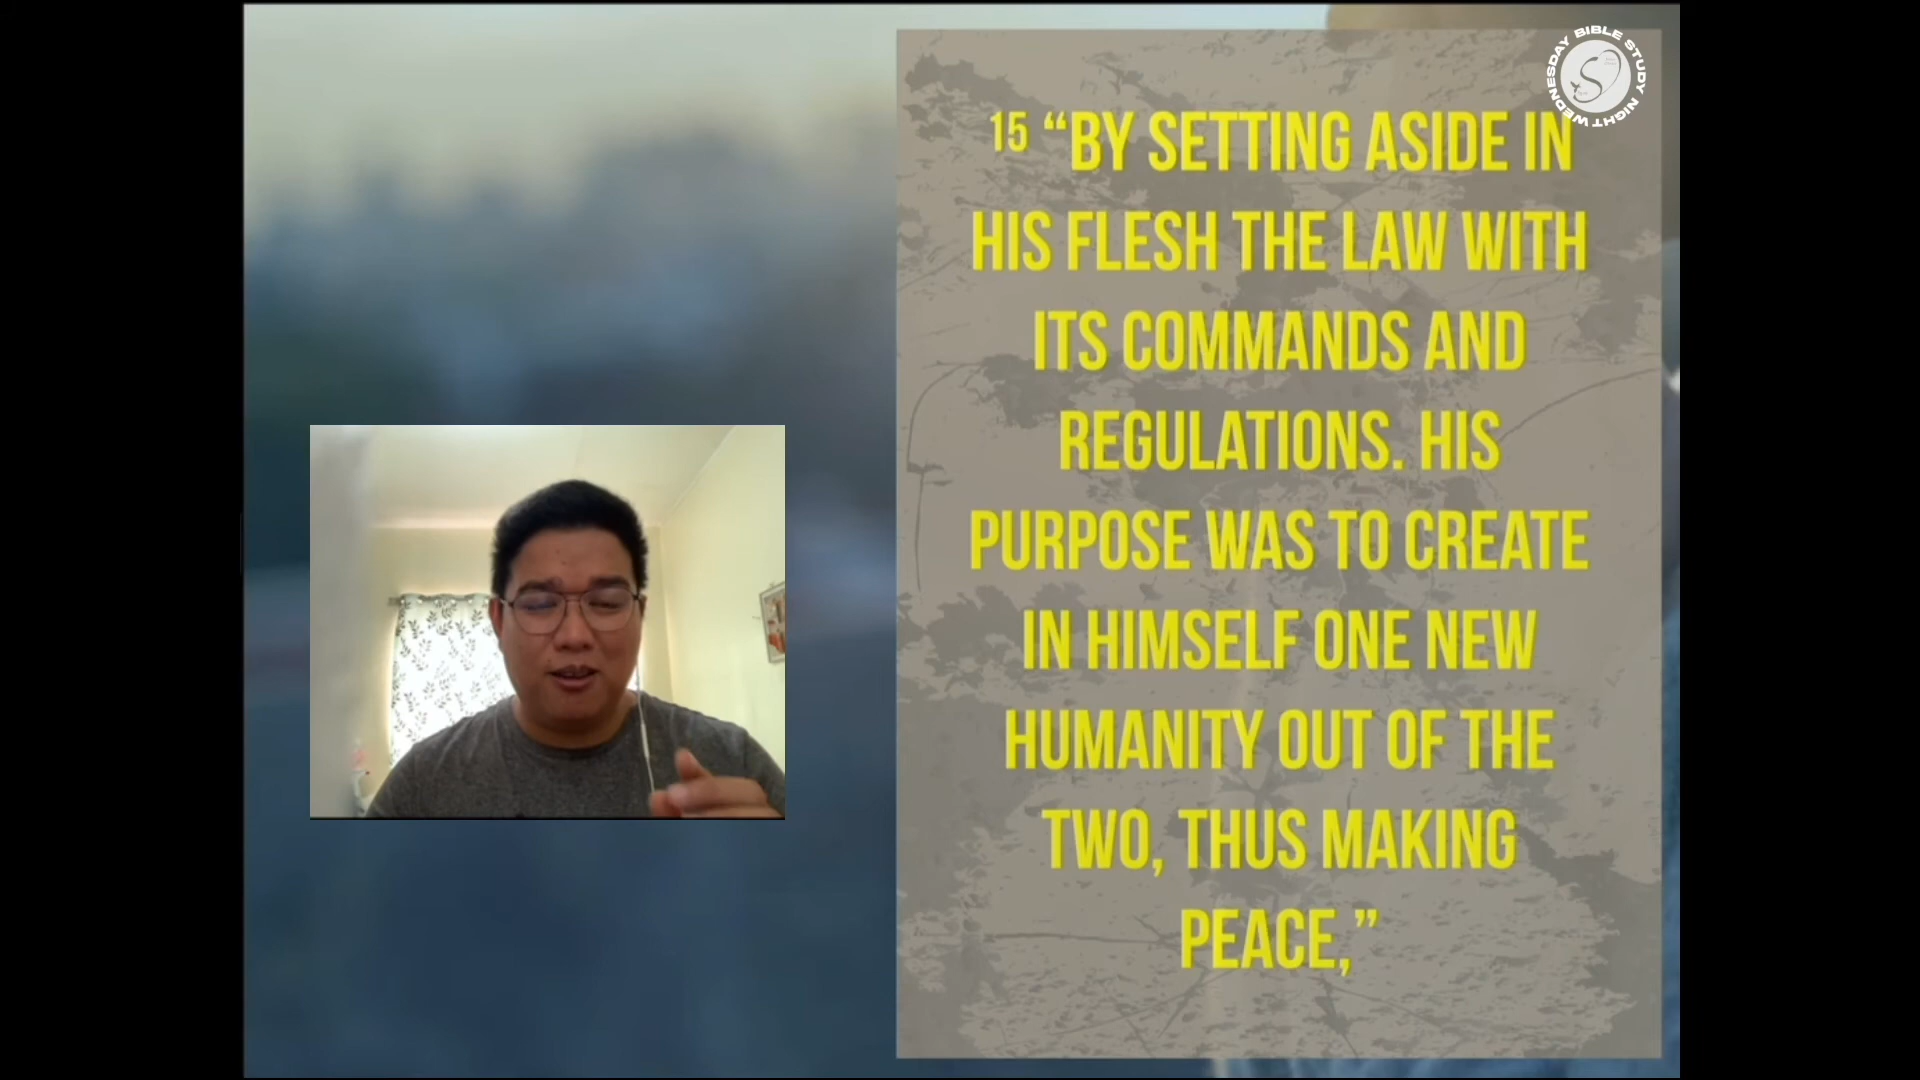 WEDNESDAY BIBLE STUDY NIGHT
15 “BY SETTING ASIDE IN
HIS FLESH THE LAW WITH
ITS COMMANDS AND
REGULATIONS. HIS
PURPOSE WAS TO CREATE
IN HIMSELF ONE NEW
HUMANITY OUT OF THE
TWO, THUS MAKING
PEACE,”